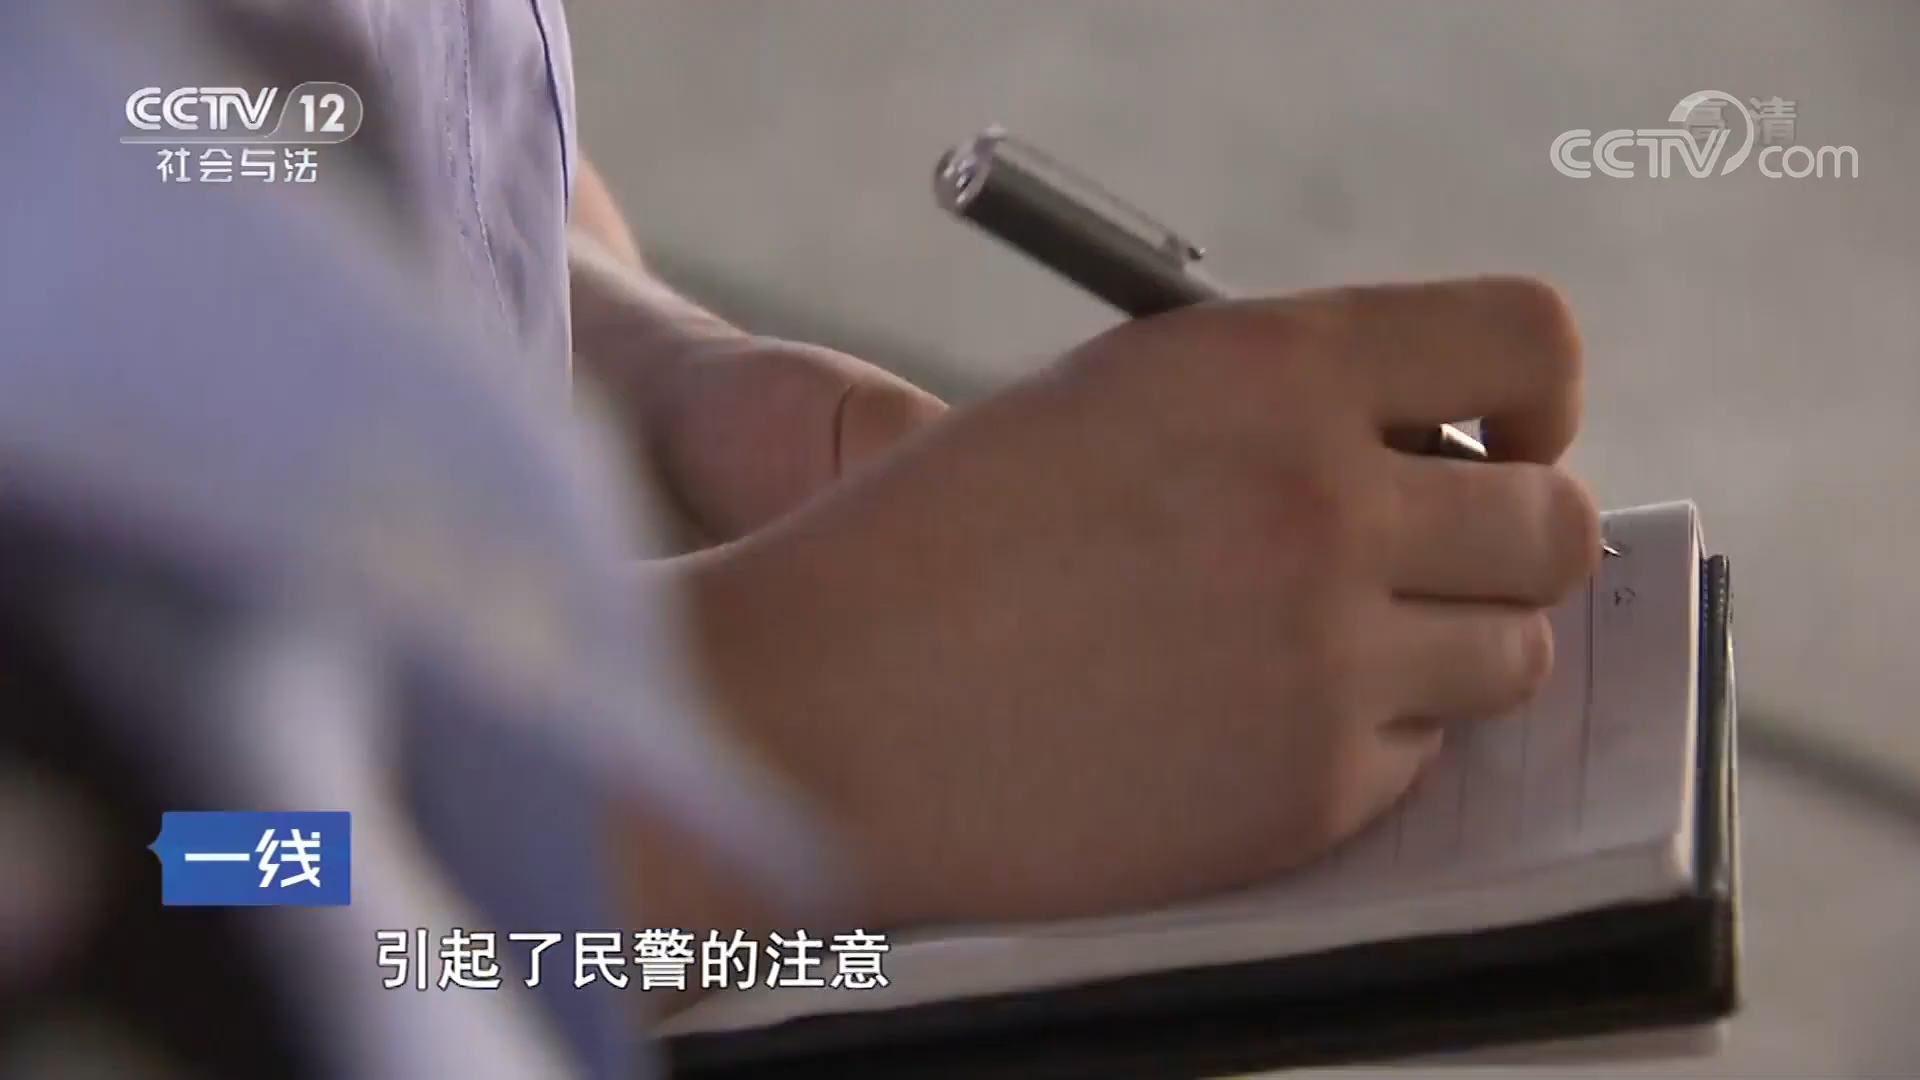 CCTV 12
社会与法
高清
CCTV com
一线
引起了民警的注意